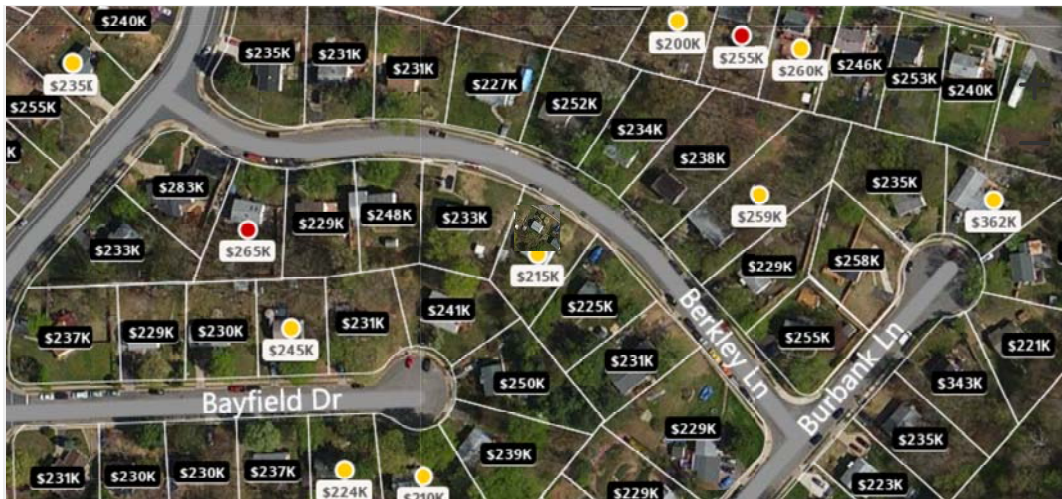 $240K
$235K
$231K
$231K
$227K
$200K
$255K
$260K
$246K
$253K
$240K
$255K
$252K
$234K
$238K
$283K
$235K
$259K
$362K
$265K
$229K
$248K
$233K
$215K
$233K
$258K
$229K
$225K
$241K
$237K
$229K
$230K
$245K
$231K
$255K
$221K
$231K
$250K
$343K
Berkley Ln
Burbank Ln
Bayfield Dr
$229K
$235K
$239K
$231K
$230K
$230K
$237K
$224K
$223K
$229K